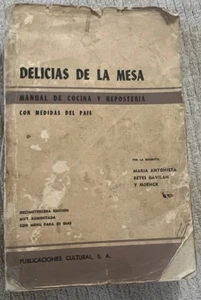 DELICIAS DE LA MESA
MANUAL DE COCINA Y REPOSTERIA
CON MEDIDAS DEL PAIS
POR LA SEÑORITA
MARIA ANTONIETA
REYES GAVILAN
Y MOENCK
DECIMOTERCERA EDICION
MUY AUMENTADA
CON MENUS PARA 30 DIAS
PUBLICACIONES CULTURAL, S. A.